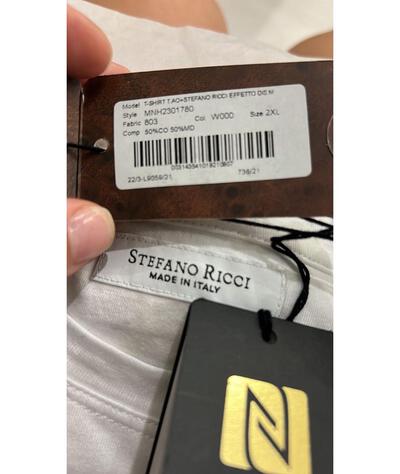 Model T-SHIRT T.AO+STEFANO RICCI EFFETTO DIS.M
Style MNH2301780
Fabric 803 Col. W000 Size 2XL
Comp 50%CO 50%MD
22/3-L9059/21 736/21
STEFANO RICCI
MADE IN ITALY